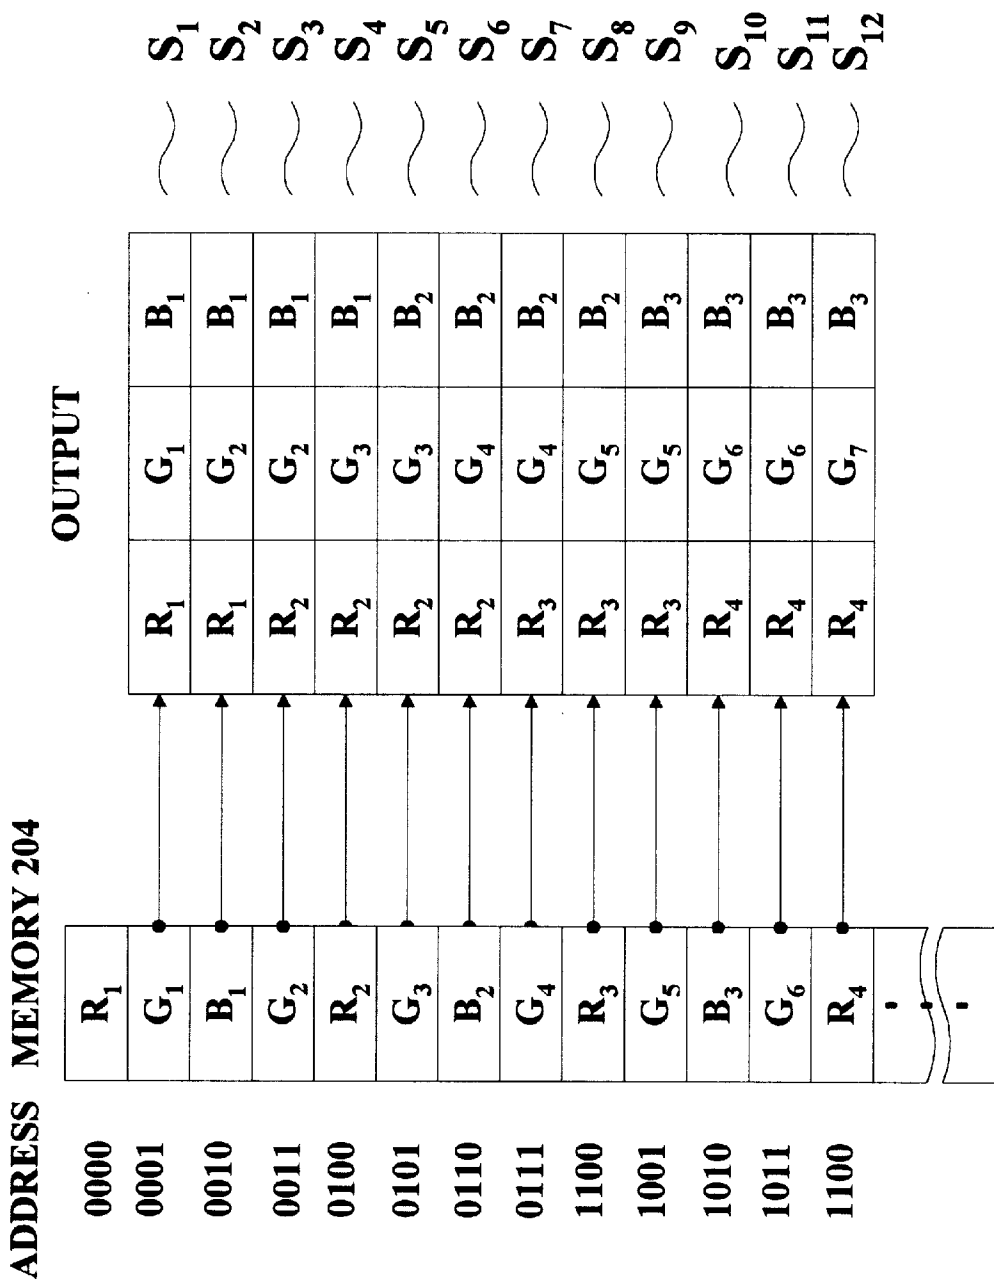 ADDRESS MEMORY 204 OUTPUT
0000 R1
0001 G1 R1 G1 B1 S1
0010 B1 R1 G2 B1 S2
0011 G2 R2 G2 B1 S3
0100 R2 R2 G3 B1 S4
0101 G3 R2 G3 B2 S5
0110 B2 R2 G4 B2 S6
0111 G4 R3 G4 B2 S7
1100 R3 R3 G5 B2 S8
1001 G5 R3 G5 B3 S9
1010 B3 R4 G6 B3 S10
1011 G6 R4 G6 B3 S11
1100 R4 R4 G7 B3 S12